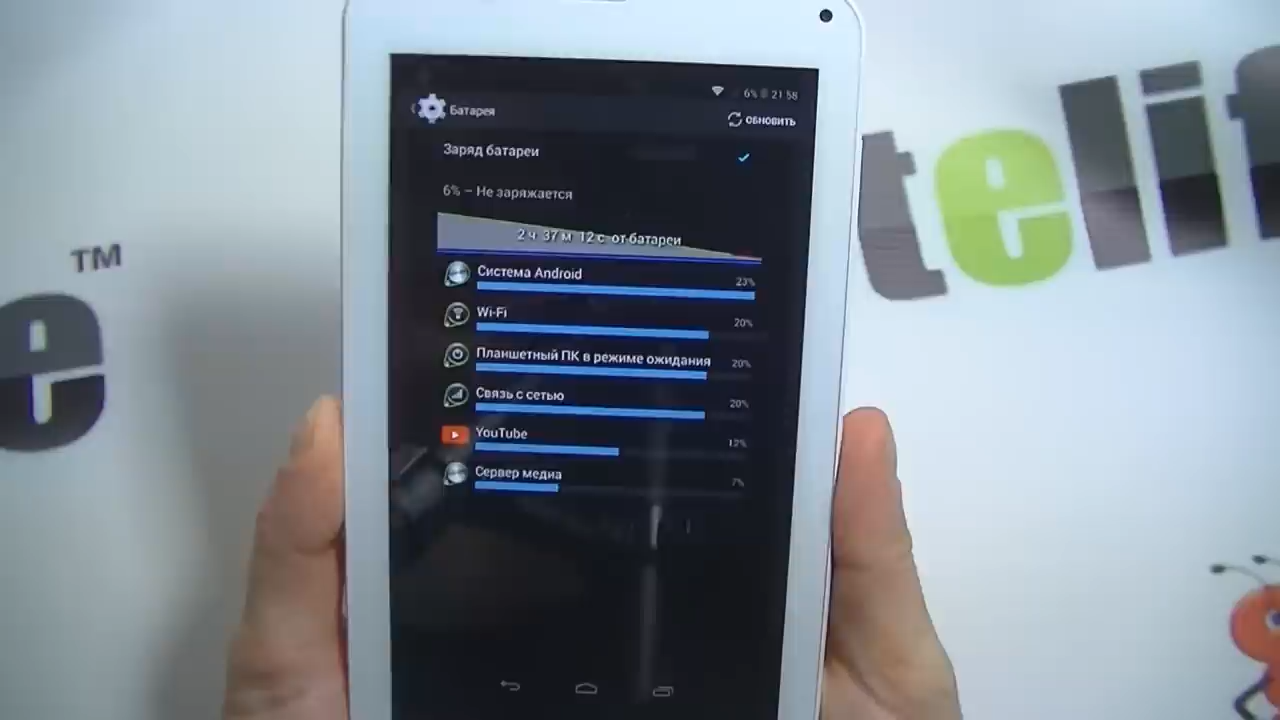 6% 21:58
Батарея
ОБНОВИТЬ
Заряд батареи
6% – Не заряжается
2 ч 37 м 12 с от батареи
Система Android 23%
Wi-Fi 20%
Планшетный ПК в режиме ожидания 20%
Связь с сетью 20%
YouTube 12%
Сервер медиа 7%
TM
e
telif